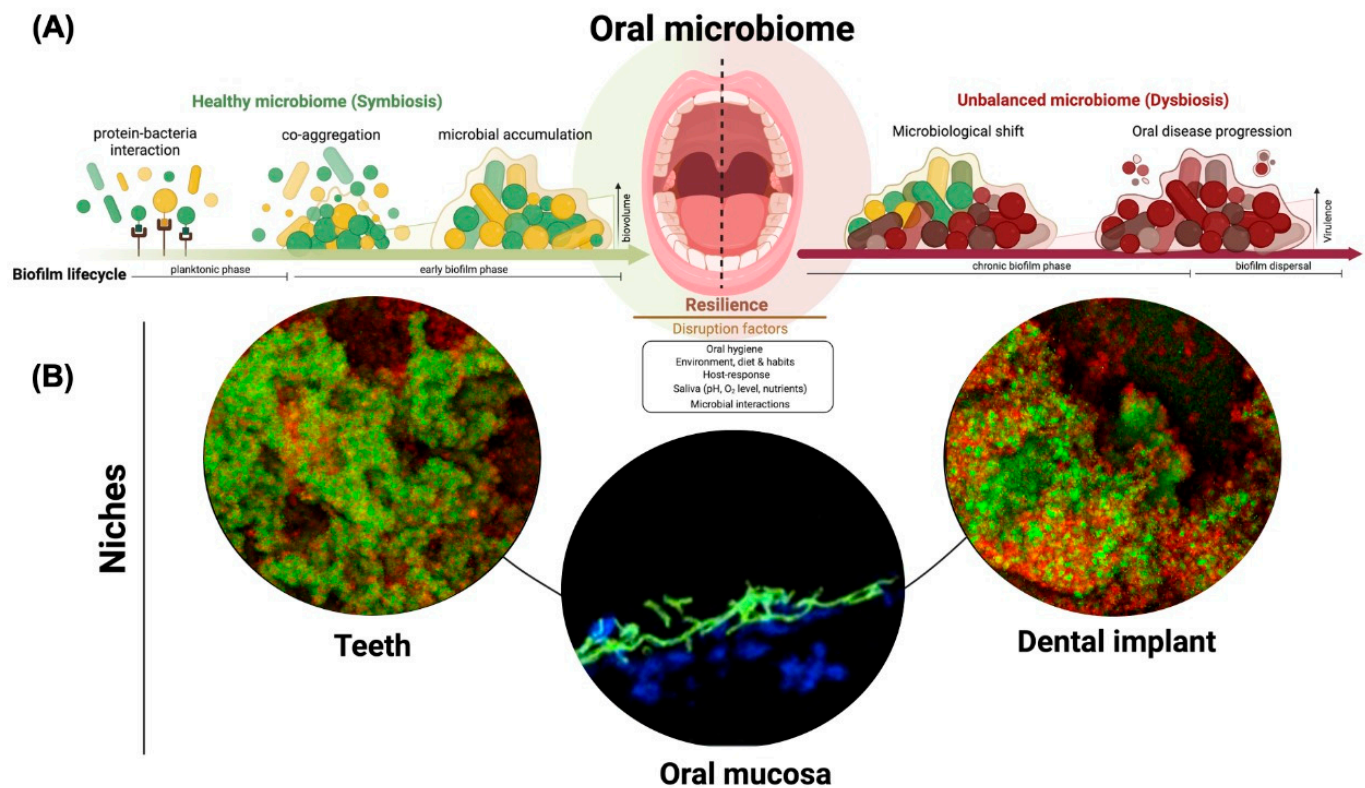 (A)
Oral microbiome
Healthy microbiome (Symbiosis)
protein-bacteria
interaction
co-aggregation
microbial accumulation
biovolume
Biofilm lifecycle
planktonic phase
early biofilm phase
Unbalanced microbiome (Dysbiosis)
Microbiological shift
Oral disease progression
Virulence
chronic biofilm phase
biofilm dispersal
Resilience
Disruption factors
Oral hygiene
Environment, diet & habits
Host-response
Saliva (pH, O₂ level, nutrients)
Microbial interactions
(B)
Niches
Teeth
Oral mucosa
Dental implant